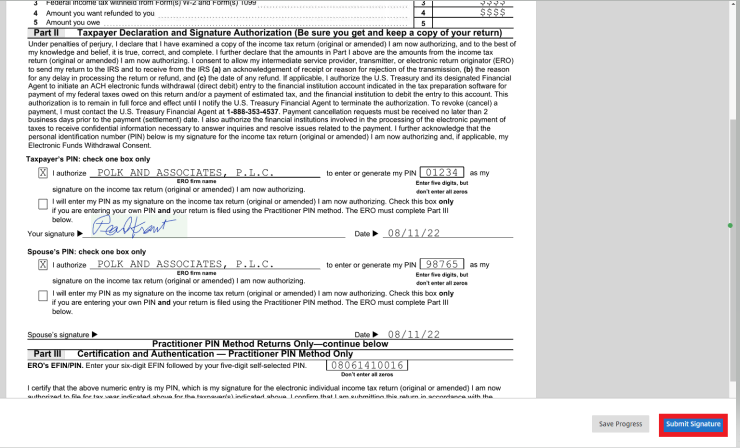 3 Federal income tax withheld from Form(s) W-2 and Form(s) 1099 3 $$$$
4 Amount you want refunded to you 4 $$$$
5 Amount you owe 5
Part II Taxpayer Declaration and Signature Authorization (Be sure you get and keep a copy of your return)
Under penalties of perjury, I declare that I have examined a copy of the income tax return (original or amended) I am now authorizing, and to the best of
my knowledge and belief, it is true, correct, and complete. I further declare that the amounts in Part I above are the amounts from the income tax
return (original or amended) I am now authorizing. I consent to allow my intermediate service provider, transmitter, or electronic return originator (ERO)
to send my return to the IRS and to receive from the IRS (a) an acknowledgement of receipt or reason for rejection of the transmission, (b) the reason
for any delay in processing the return or refund, and (c) the date of any refund. If applicable, I authorize the U.S. Treasury and its designated Financial
Agent to initiate an ACH electronic funds withdrawal (direct debit) entry to the financial institution account indicated in the tax preparation software for
payment of my federal taxes owed on this return and/or a payment of estimated tax, and the financial institution to debit the entry to this account. This
authorization is to remain in full force and effect until I notify the U.S. Treasury Financial Agent to terminate the authorization. To revoke (cancel) a
payment, I must contact the U.S. Treasury Financial Agent at 1-888-353-4537. Payment cancellation requests must be received no later than 2
business days prior to the payment (settlement) date. I also authorize the financial institutions involved in the processing of the electronic payment of
taxes to receive confidential information necessary to answer inquiries and resolve issues related to the payment. I further acknowledge that the
personal identification number (PIN) below is my signature for the income tax return (original or amended) I am now authorizing and, if applicable, my
Electronic Funds Withdrawal Consent.
Taxpayer's PIN: check one box only
X I authorize POLK AND ASSOCIATES, P.L.C. to enter or generate my PIN 01234 as my
ERO firm name Enter five digits, but
signature on the income tax return (original or amended) I am now authorizing. don't enter all zeros
I will enter my PIN as my signature on the income tax return (original or amended) I am now authorizing. Check this box only
if you are entering your own PIN and your return is filed using the Practitioner PIN method. The ERO must complete Part III
below.
Your signature ▶ Date ▶ 08/11/22
Spouse's PIN: check one box only
X I authorize POLK AND ASSOCIATES, P.L.C. to enter or generate my PIN 98765 as my
ERO firm name Enter five digits, but
signature on the income tax return (original or amended) I am now authorizing. don't enter all zeros
I will enter my PIN as my signature on the income tax return (original or amended) I am now authorizing. Check this box only
if you are entering your own PIN and your return is filed using the Practitioner PIN method. The ERO must complete Part III
below.
Spouse's signature ▶ Date ▶ 08/11/22
Practitioner PIN Method Returns Only—continue below
Part III Certification and Authentication — Practitioner PIN Method Only
ERO's EFIN/PIN. Enter your six-digit EFIN followed by your five-digit self-selected PIN. 08061410016
Don't enter all zeros
I certify that the above numeric entry is my PIN, which is my signature for the electronic individual income tax return (original or amended) I am now
authorized to file for tax year indicated above for the taxpayer(s) indicated above. I confirm that I am submitting this return in accordance with the
Save Progress Submit Signature